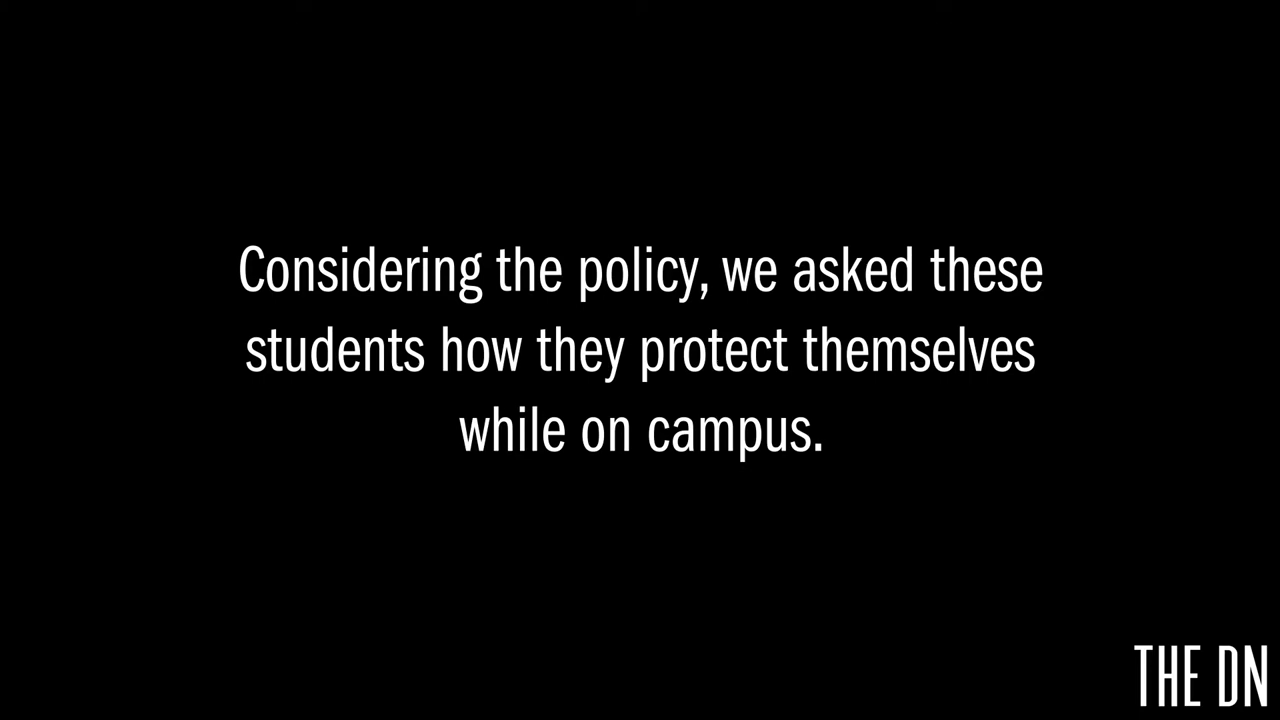 Considering the policy, we asked these
students how they protect themselves
while on campus.
THE DN